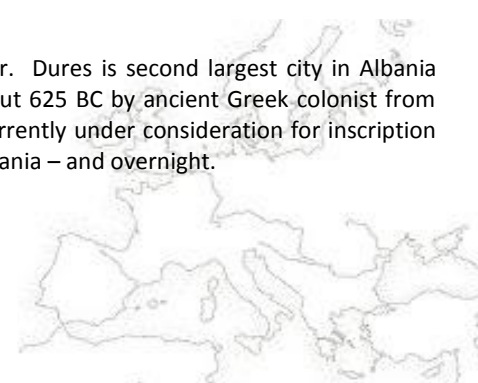 r. Dures is second largest city in Albania
ut 625 BC by ancient Greek colonist from
rrently under consideration for inscription
ania – and overnight.